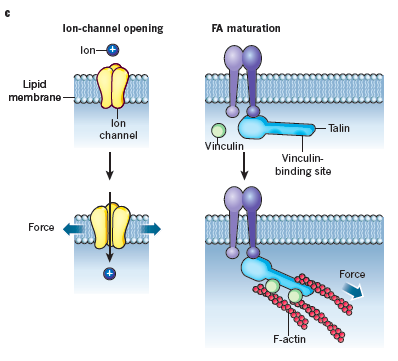 c
Ion-channel opening
Ion
+
Lipid
membrane
Ion
channel
Force
+
FA maturation
Talin
Vinculin
Vinculin-
binding site
Force
F-actin